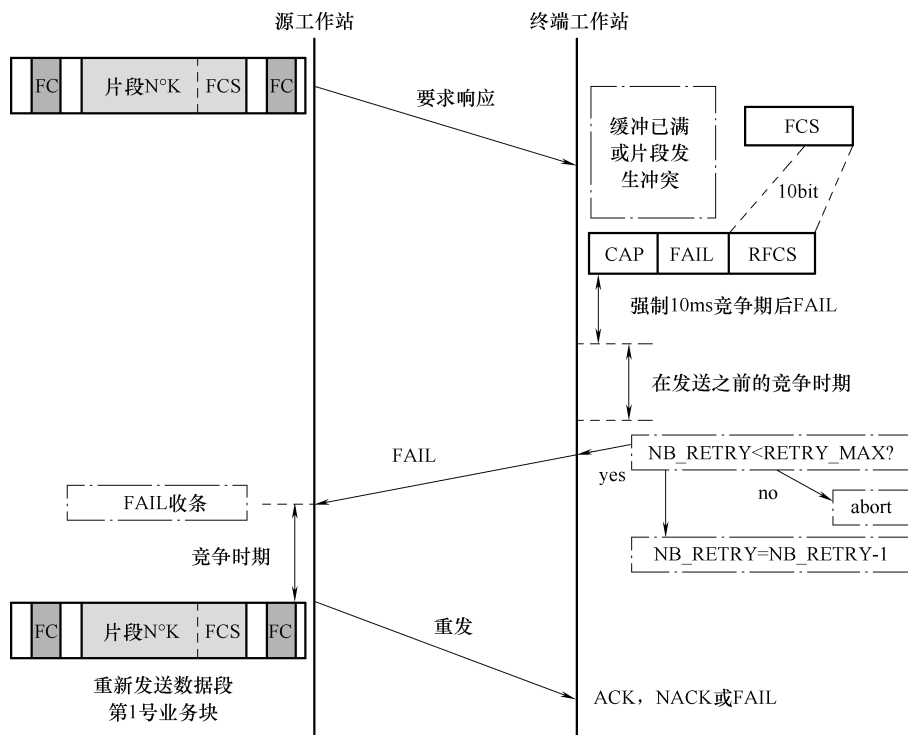 源工作站
终端工作站
FC
片段N°K
FCS
FC
要求响应
缓冲已满
或片段发
生冲突
FCS
10bit
CAP
FAIL
RFCS
强制10ms竞争期后FAIL
在发送之前的竞争时期
FAIL
NB_RETRY<RETRY_MAX?
yes
no
FAIL收条
abort
竞争时期
NB_RETRY=NB_RETRY-1
FC
片段N°K
FCS
FC
重发
重新发送数据段
第1号业务块
ACK，NACK或FAIL